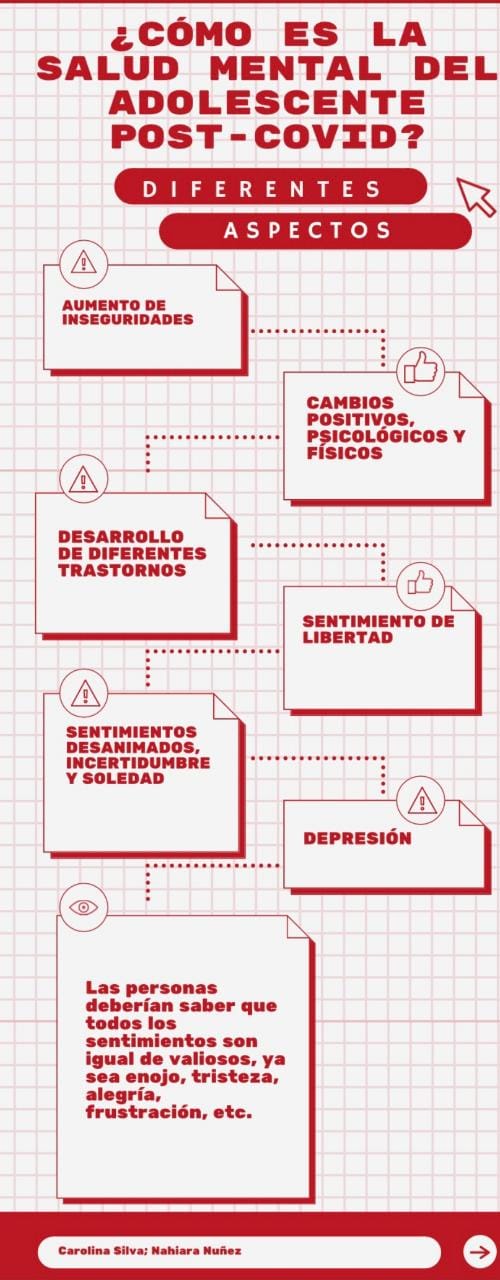 ¿CÓMO ES LA
SALUD MENTAL DEL
ADOLESCENTE
POST-COVID?
DIFERENTES
ASPECTOS
AUMENTO DE
INSEGURIDADES
CAMBIOS
POSITIVOS,
PSICOLÓGICOS Y
FÍSICOS
DESARROLLO
DE DIFERENTES
TRASTORNOS
SENTIMIENTO DE
LIBERTAD
SENTIMIENTOS
DESANIMADOS,
INCERTIDUMBRE
Y SOLEDAD
DEPRESIÓN
Las personas
deberían saber que
todos los
sentimientos son
igual de valiosos, ya
sea enojo, tristeza,
alegría,
frustración, etc.
Carolina Silva; Nahiara Nuñez